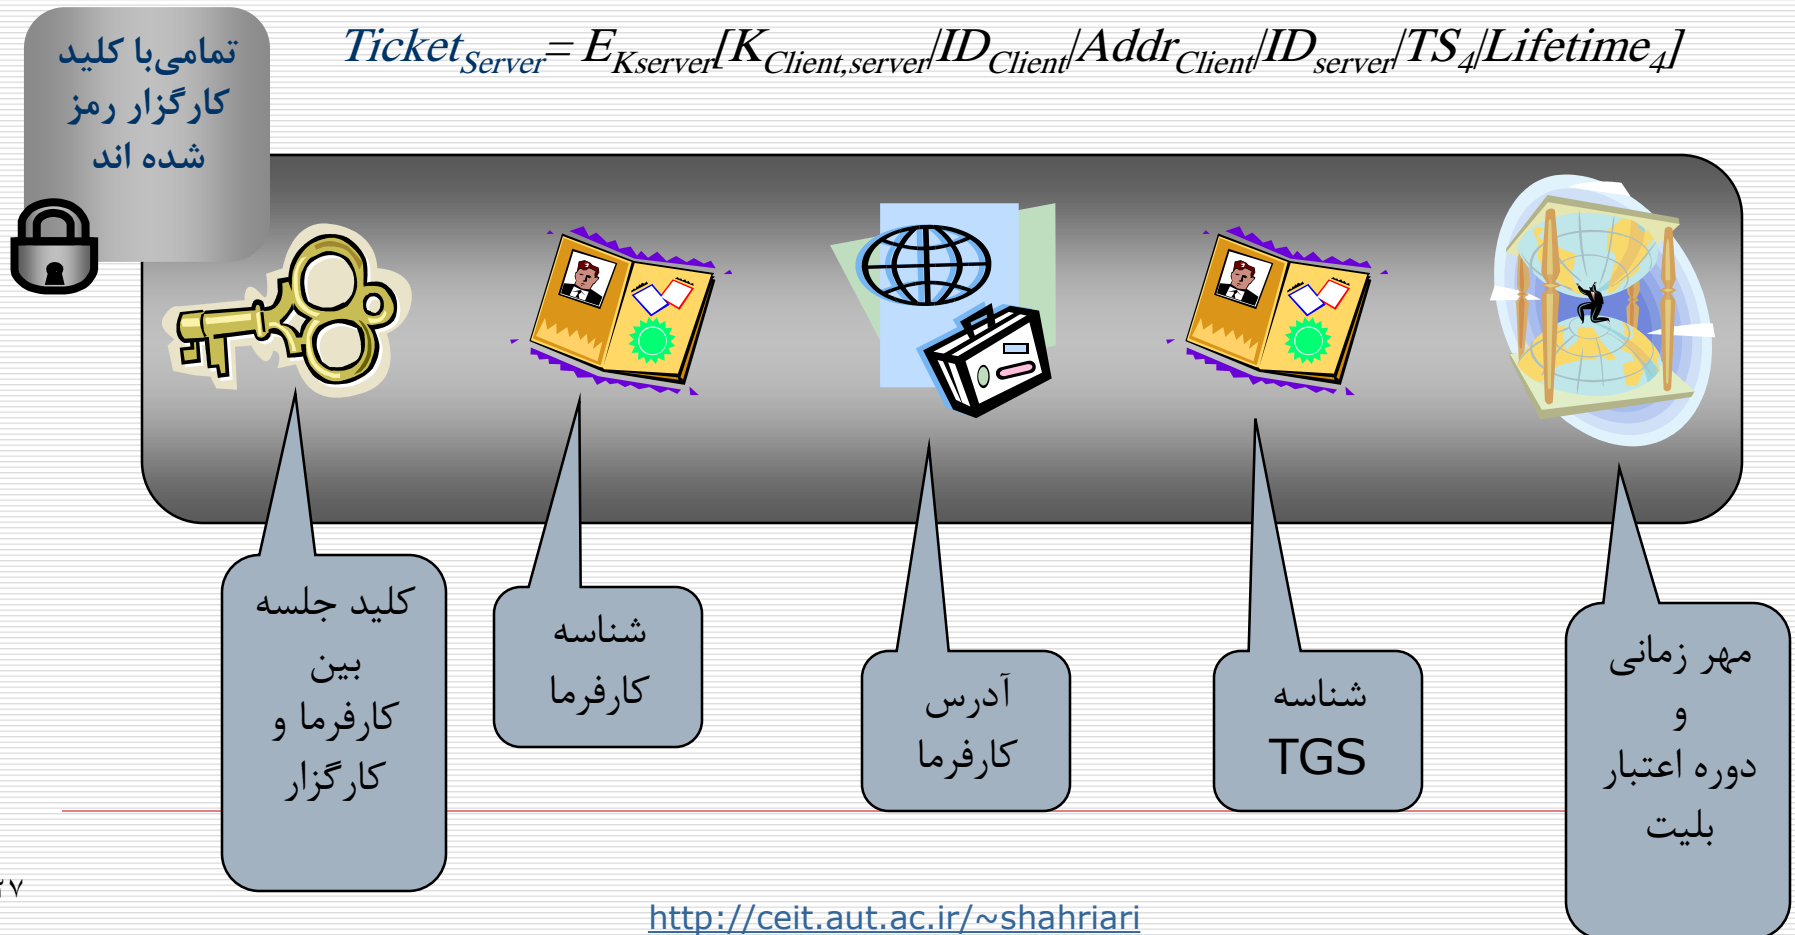 تمامی‌با کلید
کارگزار رمز
شده اند
Ticket_Server = E_Kserver[K_Client,server|ID_Client|Addr_Client|ID_server|TS_4|Lifetime_4]
کلید جلسه
بین
کارفرما و
کارگزار
شناسه
کارفرما
آدرس
کارفرما
شناسه
TGS
مهر زمانی
و
دوره اعتبار
بلیت
http://ceit.aut.ac.ir/~shahriari